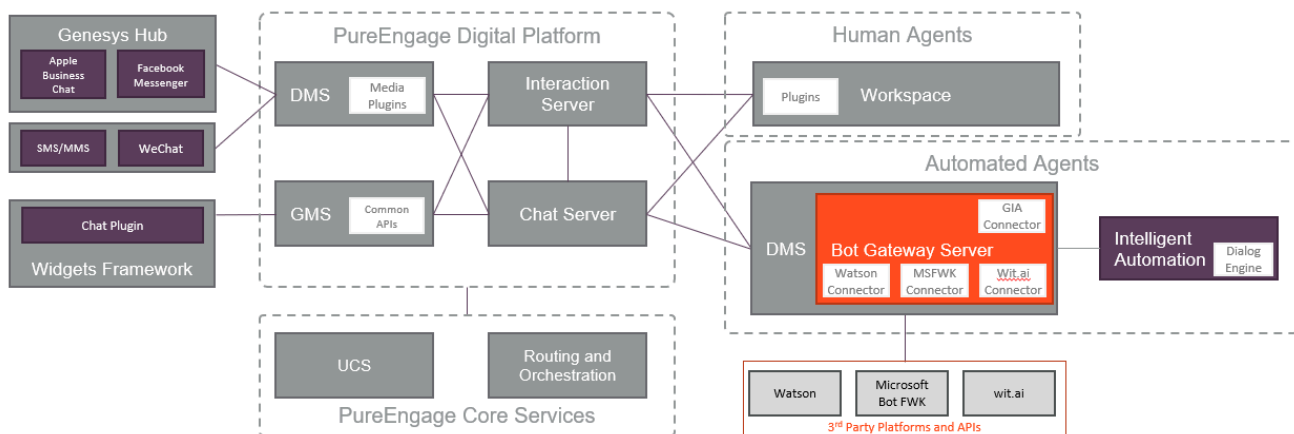 Genesys Hub
Apple
Business
Chat
Facebook
Messenger
SMS/MMS
WeChat
Chat Plugin
Widgets Framework
PureEngage Digital Platform
DMS
Media
Plugins
Interaction
Server
GMS
Common
APIs
Chat Server
UCS
Routing and
Orchestration
PureEngage Core Services
Human Agents
Plugins
Workspace
Automated Agents
DMS
GIA
Connector
Bot Gateway Server
Watson
Connector
MSFWK
Connector
Wit.ai
Connector
Intelligent
Automation
Dialog
Engine
Watson
Microsoft
Bot FWK
wit.ai
3rd Party Platforms and APIs